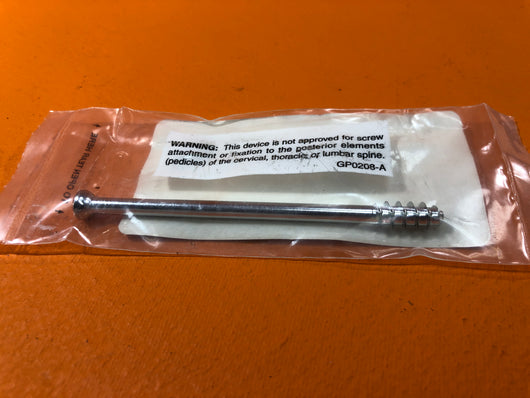 WARNING: This device is not approved for screw
attachment or fixation to the posterior elements
(pedicles) of the cervical, thoracic or lumbar spine.
GP0208-A